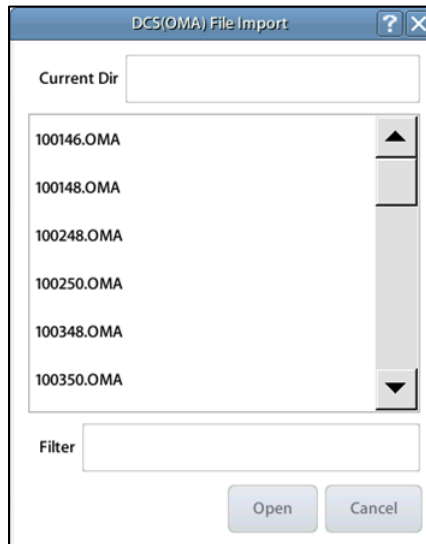 DCS(OMA) File Import ? X
Current Dir
100146.OMA
100148.OMA
100248.OMA
100250.OMA
100348.OMA
100350.OMA
Filter
Open Cancel